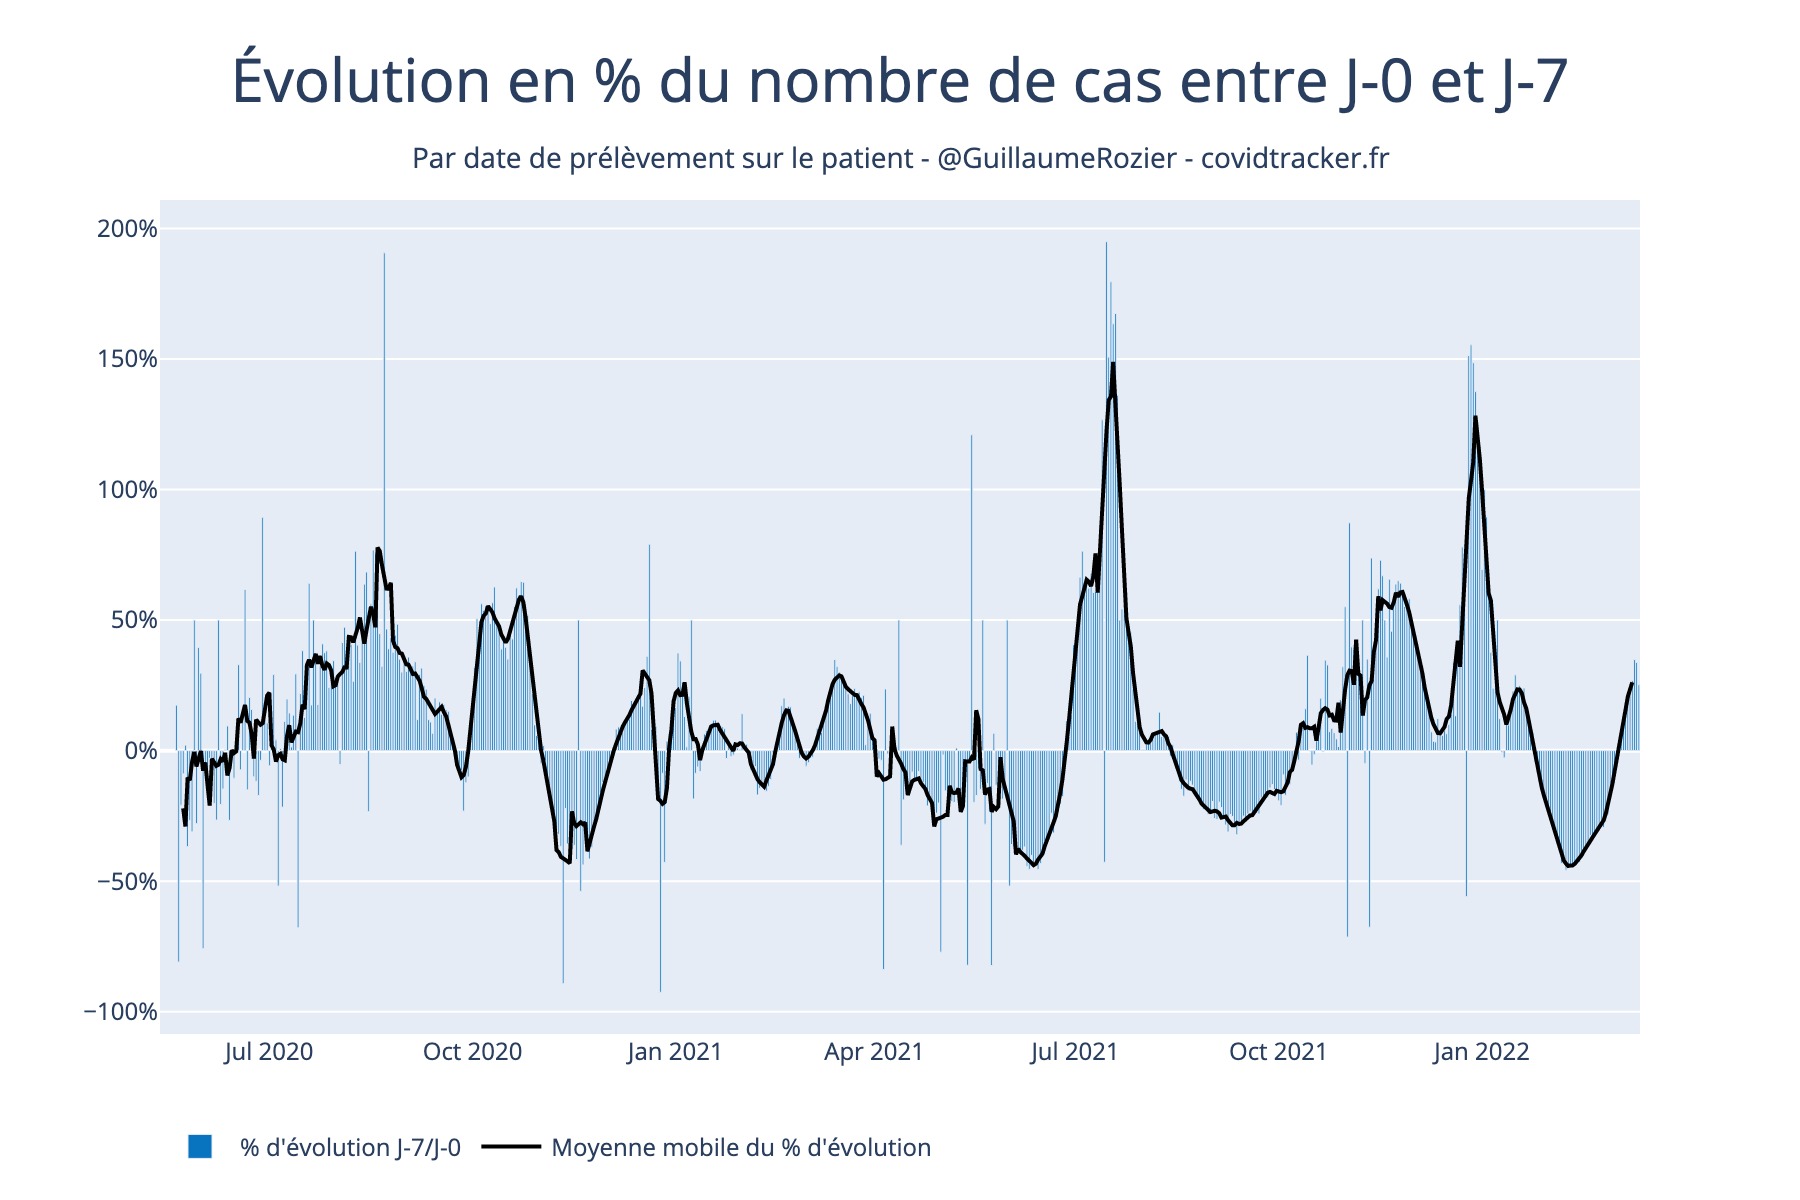 Évolution en % du nombre de cas entre J-0 et J-7
Par date de prélèvement sur le patient - @GuillaumeRozier - covidtracker.fr
200%
150%
100%
50%
0%
−50%
−100%
Jul 2020 Oct 2020 Jan 2021 Apr 2021 Jul 2021 Oct 2021 Jan 2022
% d'évolution J-7/J-0 Moyenne mobile du % d'évolution